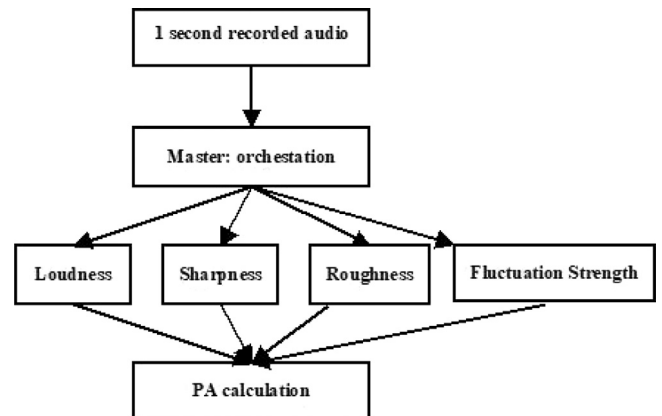 1 second recorded audio
Master: orchestation
Loudness
Sharpness
Roughness
Fluctuation Strength
PA calculation